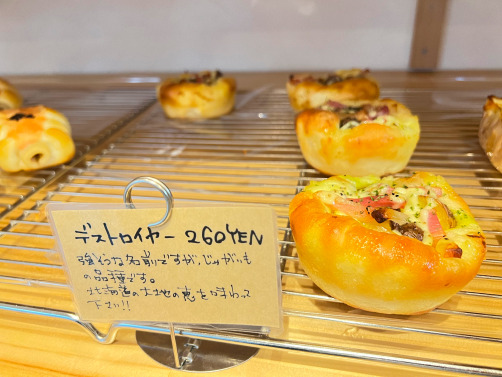 デストロイヤー 260YEN
強そうな名前ですが、じゃがいも
の品種です。
北海道の大地の恵を味わって
下さい!!